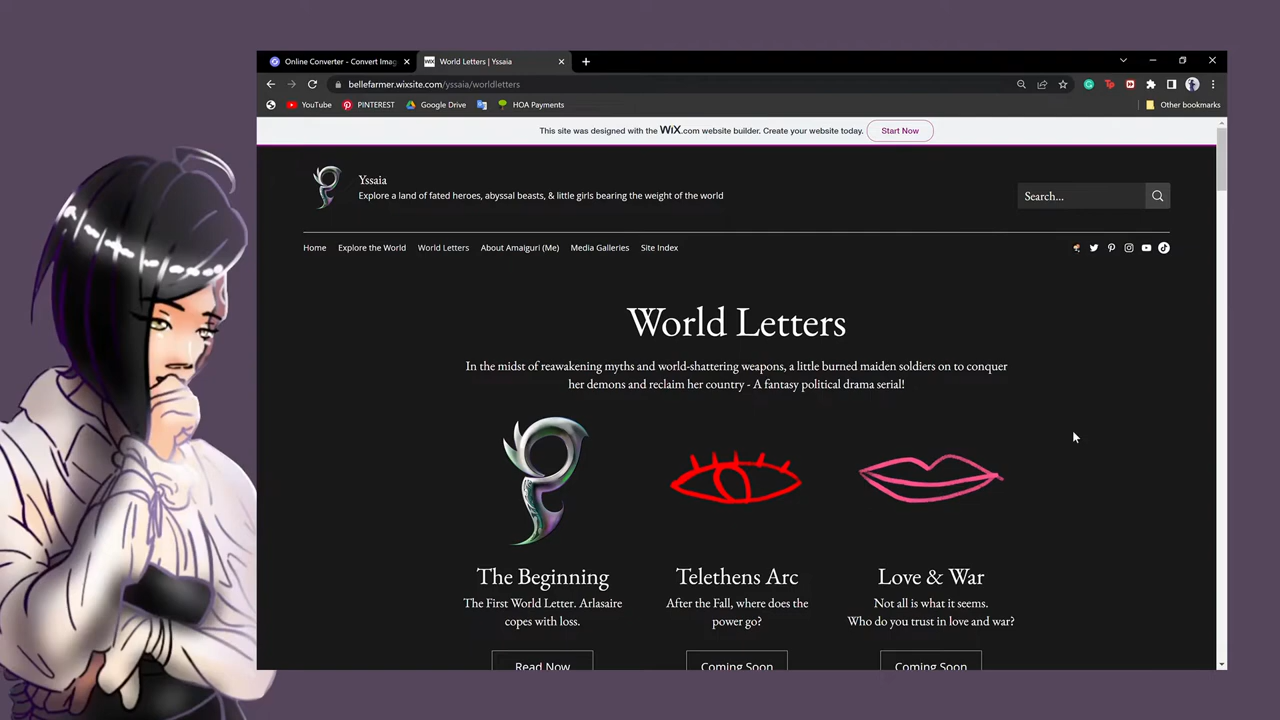 Online Converter - Convert Imag
World Letters | Yssaia
bellefarmer.wixsite.com/yssaia/worldletters
YouTube
PINTEREST
Google Drive
HOA Payments
Other bookmarks
This site was designed with the WiX.com website builder. Create your website today.
Start Now
Yssaia
Explore a land of fated heroes, abyssal beasts, & little girls bearing the weight of the world
Search...
Home
Explore the World
World Letters
About Amaiguri (Me)
Media Galleries
Site Index
World Letters
In the midst of reawakening myths and world-shattering weapons, a little burned maiden soldiers on to conquer
her demons and reclaim her country - A fantasy political drama serial!
The Beginning
The First World Letter. Arlasaire
copes with loss.
Read Now
Telethens Arc
After the Fall, where does the
power go?
Coming Soon
Love & War
Not all is what it seems.
Who do you trust in love and war?
Coming Soon